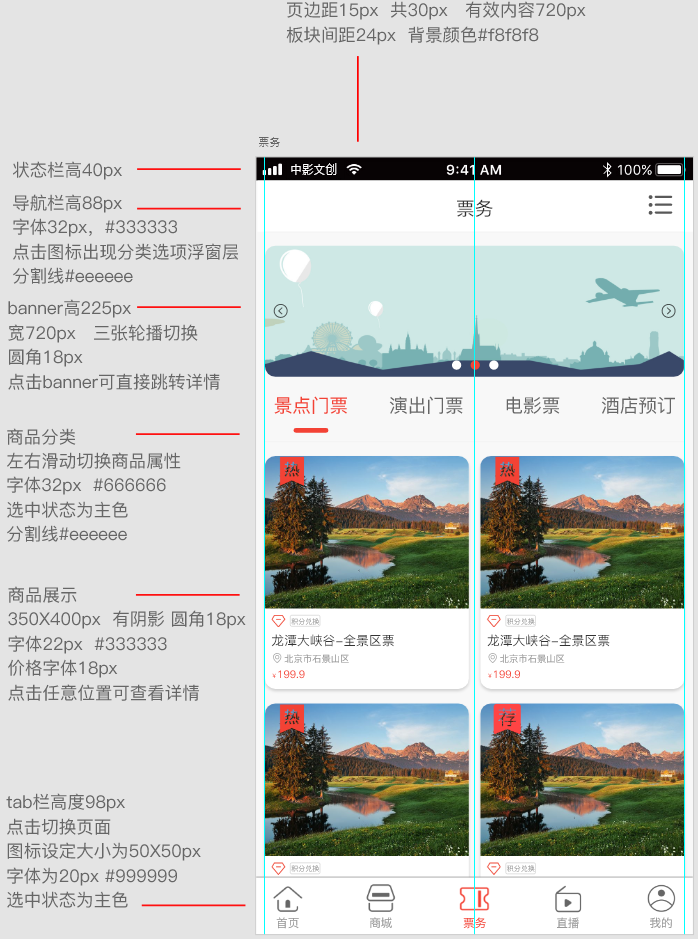 页边距15px 共30px 有效内容720px
板块间距24px 背景颜色#f8f8f8
票务
状态栏高40px
导航栏高88px
字体32px，#333333
点击图标出现分类选项浮窗层
分割线#eeeeee
banner高225px
宽720px 三张轮播切换
圆角18px
点击banner可直接跳转详情
商品分类
左右滑动切换商品属性
字体32px #666666
选中状态为主色
分割线#eeeeee
商品展示
350X400px 有阴影 圆角18px
字体22px #333333
价格字体18px
点击任意位置可查看详情
tab栏高度98px
点击切换页面
图标设定大小为50X50px
字体为20px #999999
选中状态为主色
中影文创 9:41 AM 100%
票务
景点门票 演出门票 电影票 酒店预订
热 热
积分兑换 积分兑换
龙潭大峡谷-全景区票 龙潭大峡谷-全景区票
北京市石景山区 北京市石景山区
¥199.9 ¥199.9
热 荐
积分兑换 积分兑换
首页 商城 票务 直播 我的